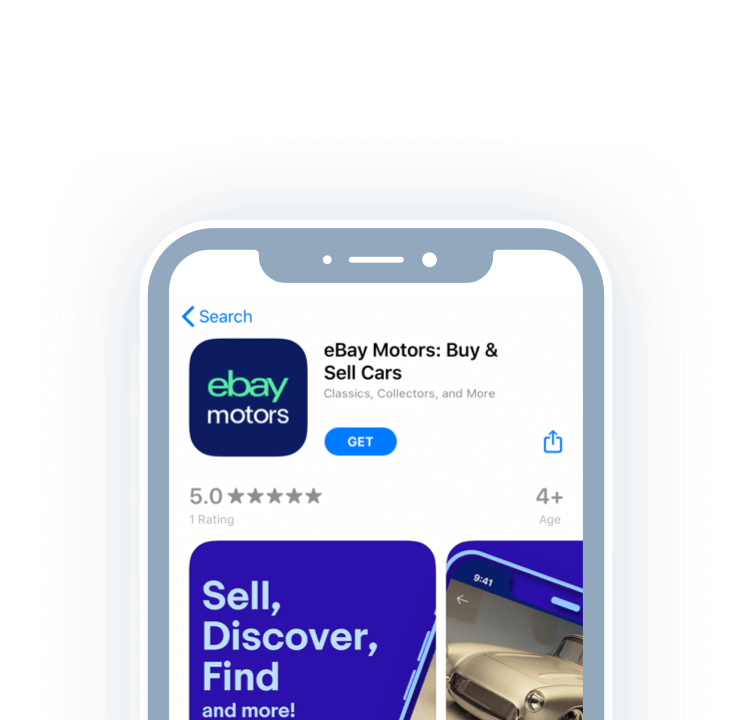 Search
ebay
motors
eBay Motors: Buy &
Sell Cars
Classics, Collectors, and More
GET
5.0 ★★★★★
4+
1 Rating
Age
Sell,
Discover,
Find
and more!
9:41